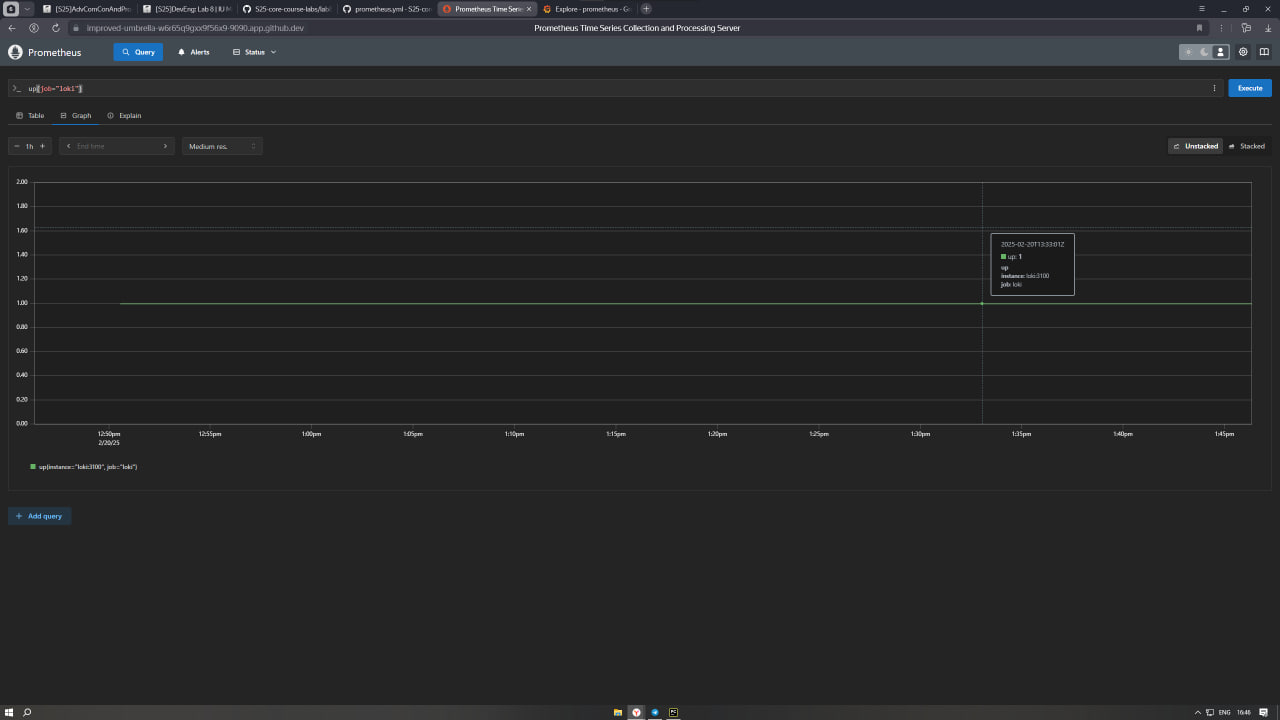 [S25]AdvComConAndPro
[S25]DevEng: Lab 8 | IU M
S25-core-course-labs/lab8
prometheus.yml - S25-co
Prometheus Time Serie
Explore - prometheus - Gr
improved-umbrella-w6r65q9gxx9f56x9-9090.app.github.dev
Prometheus Time Series Collection and Processing Server
Prometheus
Query
Alerts
Status
>_ up{job="loki"}
Execute
Table
Graph
Explain
− 1h +
End time
Medium res.
Unstacked
Stacked
2.00
1.80
1.60
1.40
1.20
1.00
0.80
0.60
0.40
0.20
0.00
2025-02-20T13:33:01Z
up: 1
up
instance: loki:3100
job: loki
12:50pm
2/20/25
12:55pm
1:00pm
1:05pm
1:10pm
1:15pm
1:20pm
1:25pm
1:30pm
1:35pm
1:40pm
1:45pm
up{instance="loki:3100", job="loki"}
+ Add query
ENG
16:46